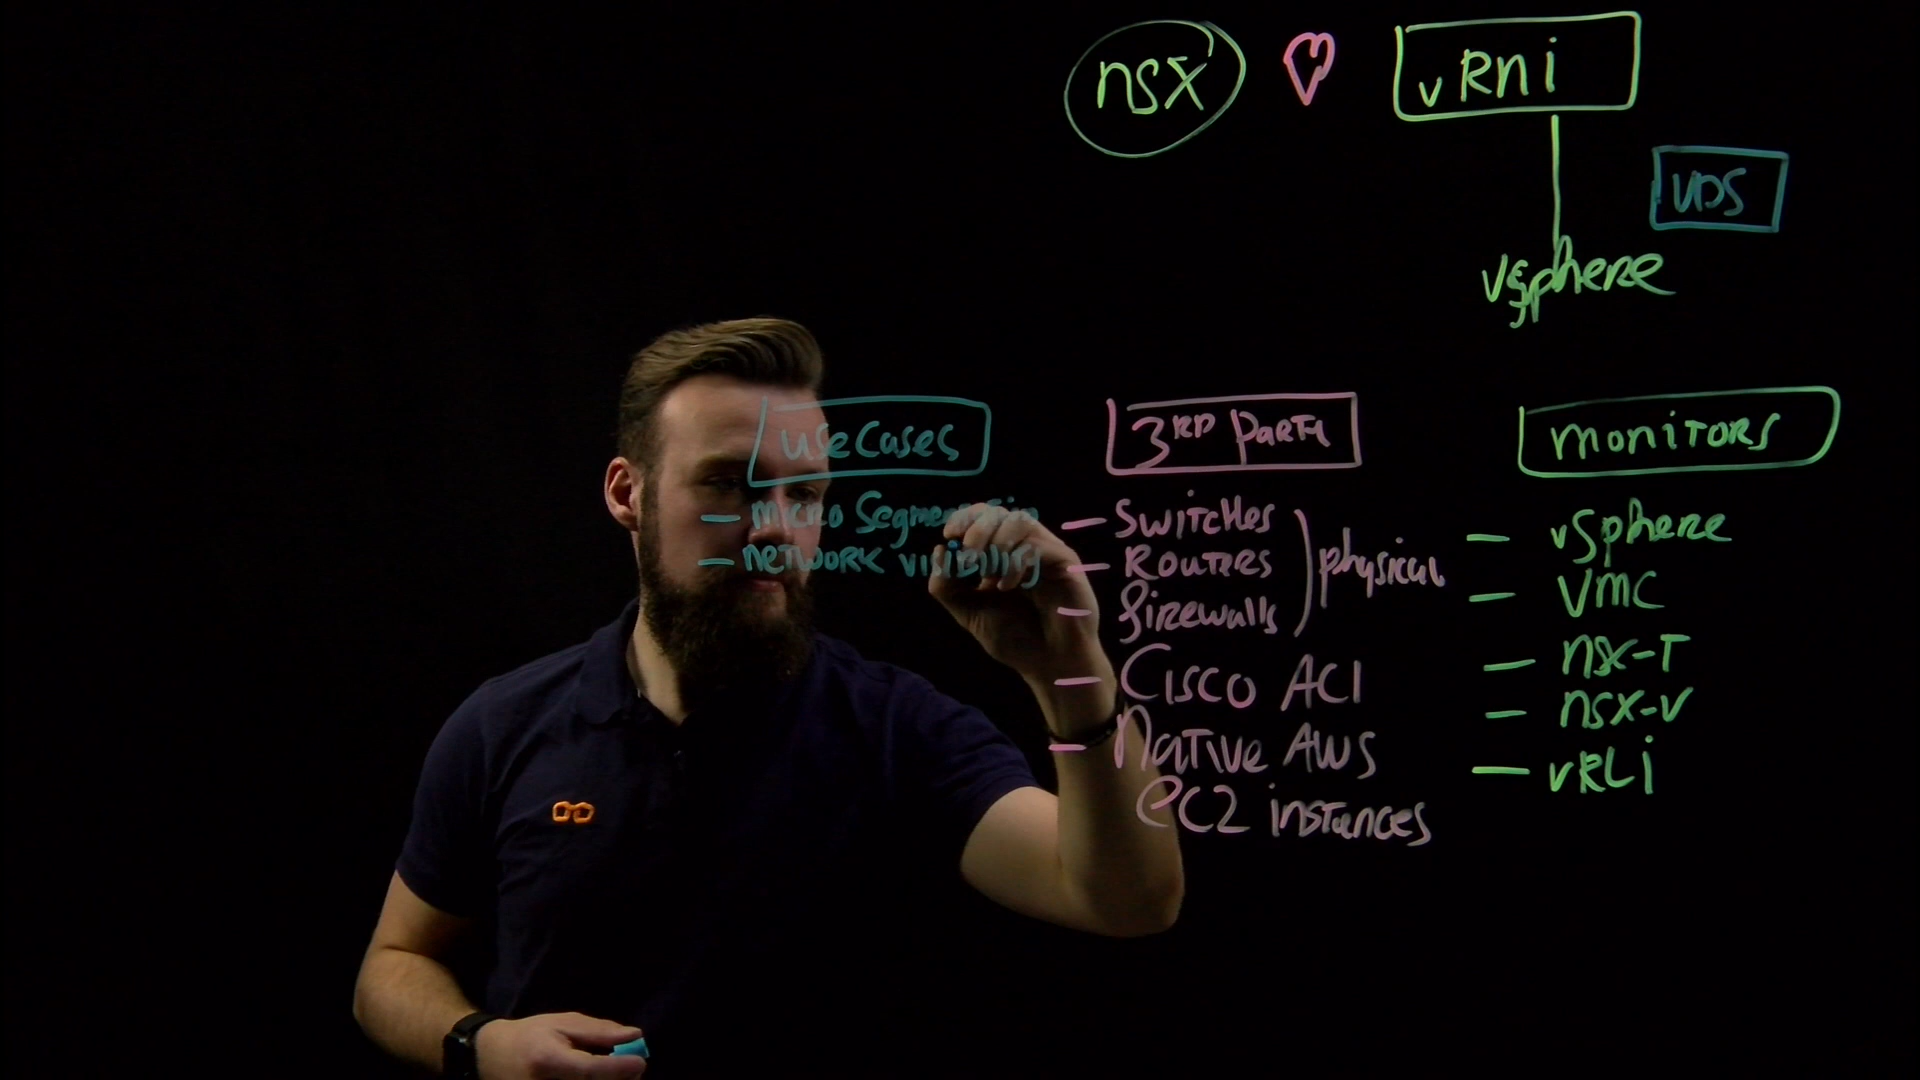 nsx vRni
VDS
vsphere
usecases
— micro Segmentation
— network visibility
3RD Party
— Switches
— Routers
— firewalls
physical
— Cisco ACI
— Native AWS
EC2 instances
monitors
— vSphere
— VMC
— nsx-T
— nsx-v
— vRLi